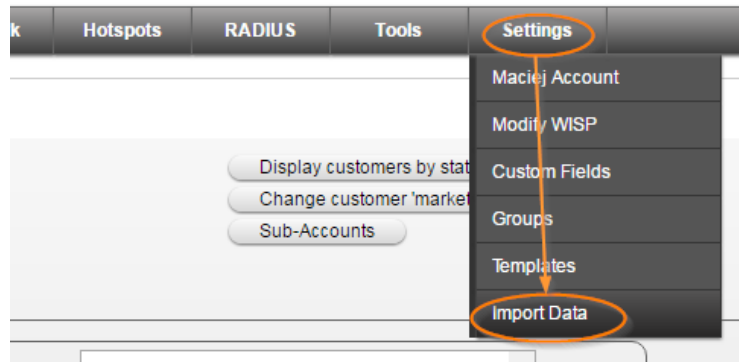 k Hotspots RADIUS Tools Settings
Maciej Account
Modify WISP
Display customers by stat
Custom Fields
Change customer 'market
Groups
Sub-Accounts
Templates
Import Data